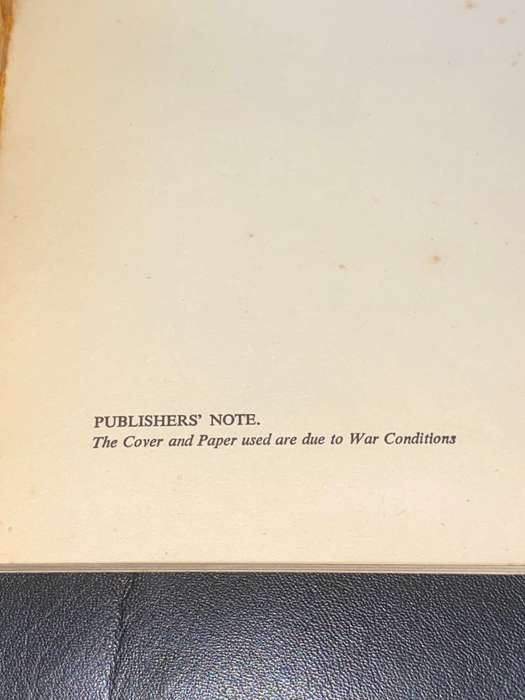 PUBLISHERS' NOTE.
The Cover and Paper used are due to War Conditions